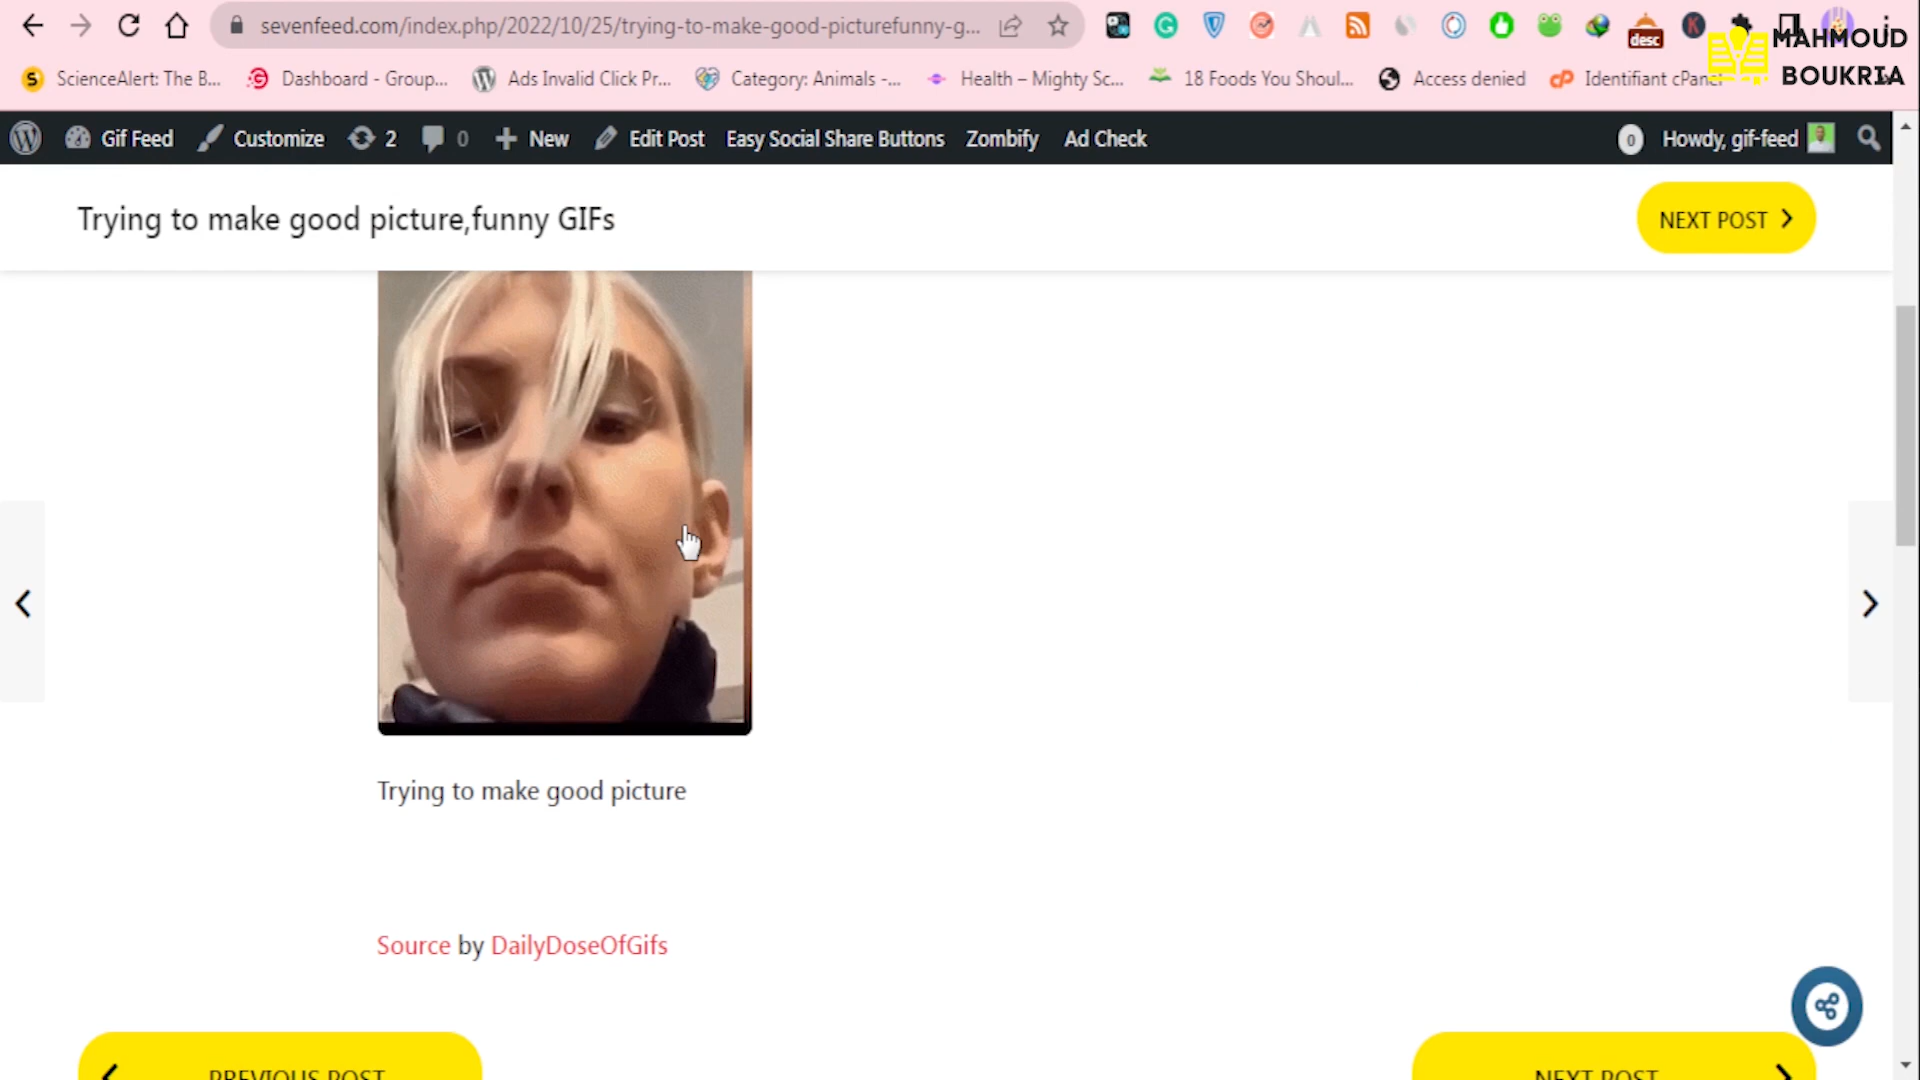 sevenfeed.com/index.php/2022/10/25/trying-to-make-good-picturefunny-g...
desc
MAHMOUD
BOUKRIA
S ScienceAlert: The B...
Dashboard - Group...
Ads Invalid Click Pr...
Category: Animals -...
Health – Mighty Sc...
18 Foods You Shoul...
Access denied
cP Identifiant cPanel
Gif Feed
Customize
2
0
New
Edit Post
Easy Social Share Buttons
Zombify
Ad Check
0
Howdy, gif-feed
Trying to make good picture,funny GIFs
NEXT POST
Trying to make good picture
Source by DailyDoseOfGifs
PREVIOUS POST
NEXT POST